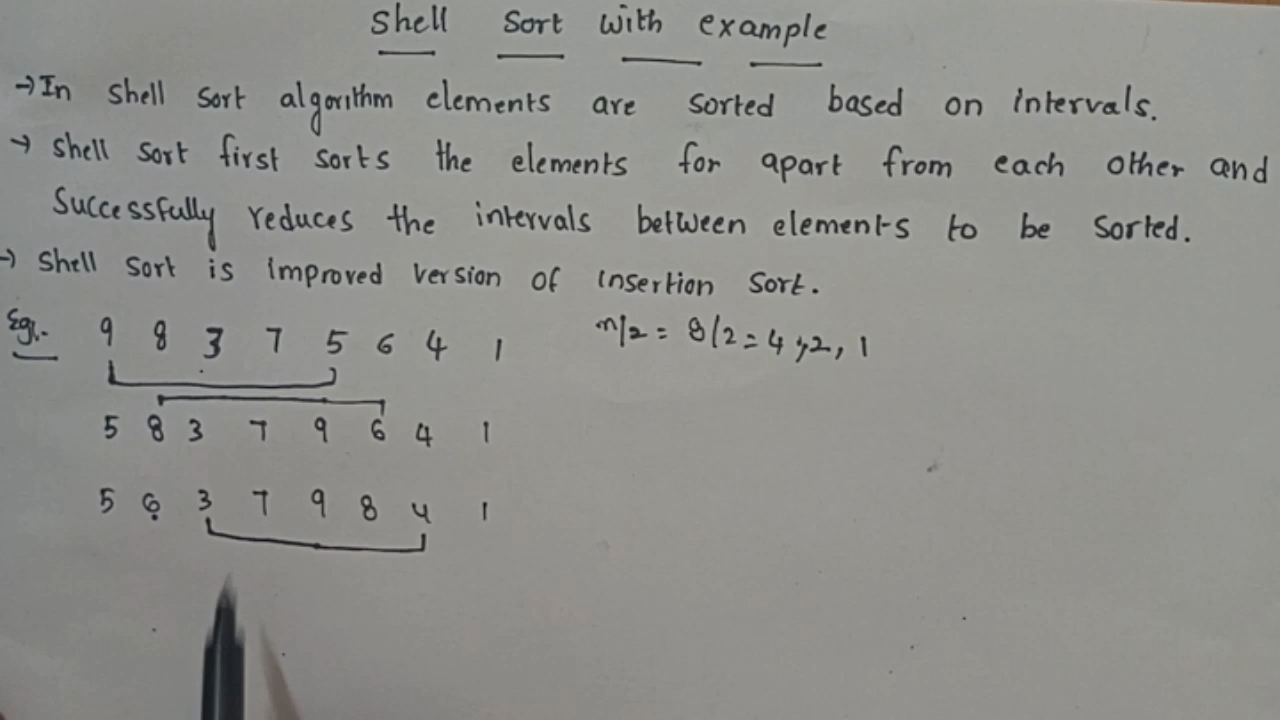 Shell Sort with example
→In shell sort algorithm elements are sorted based on intervals.
→ Shell sort first sorts the elements for apart from each other and
Successfully reduces the intervals between elements to be sorted.
→ Shell sort is improved version of insertion sort.
Eg:- 9 8 3 7 5 6 4 1 n/2 = 8/2 = 4, 2, 1
5 8 3 7 9 6 4 1
5 6 3 7 9 8 4 1